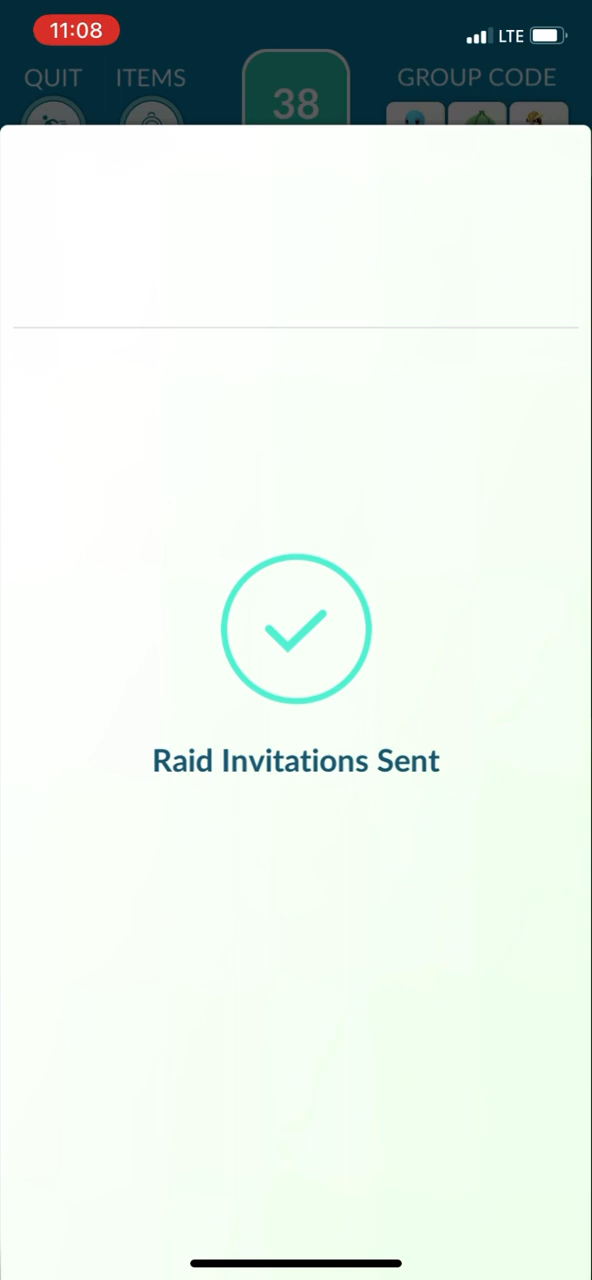 11:08
LTE
QUIT
ITEMS
38
GROUP CODE
Raid Invitations Sent